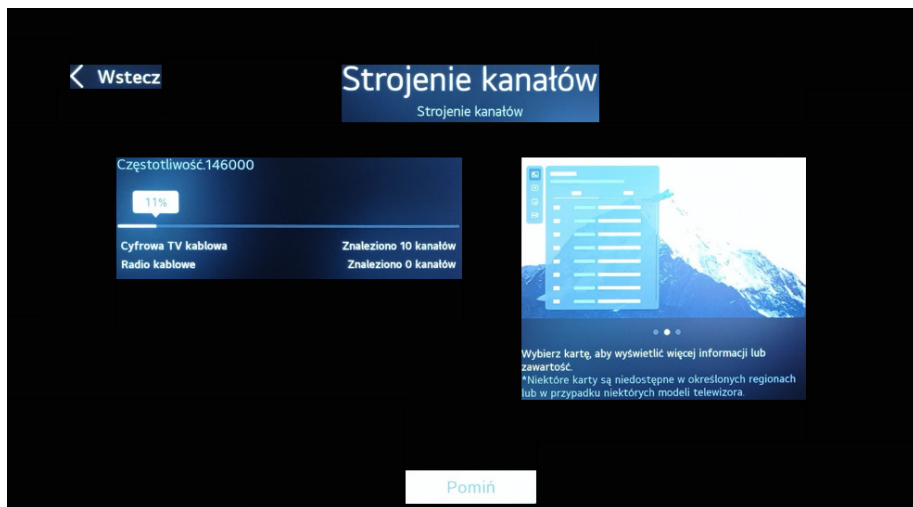 Wstecz
Strojenie kanałów
Strojenie kanałów
Częstotliwość.146000
11%
Cyfrowa TV kablowa Znaleziono 10 kanałów
Radio kablowe Znaleziono 0 kanałów
Wybierz kartę, aby wyświetlić więcej informacji lub
zawartość.
*Niektóre karty są niedostępne w określonych regionach
lub w przypadku niektórych modeli telewizora.
Pomiń